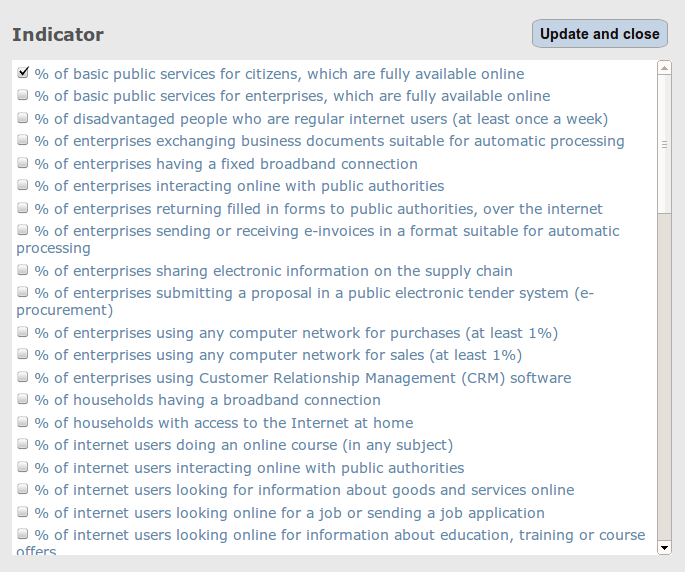 Indicator
Update and close
% of basic public services for citizens, which are fully available online
% of basic public services for enterprises, which are fully available online
% of disadvantaged people who are regular internet users (at least once a week)
% of enterprises exchanging business documents suitable for automatic processing
% of enterprises having a fixed broadband connection
% of enterprises interacting online with public authorities
% of enterprises returning filled in forms to public authorities, over the internet
% of enterprises sending or receiving e-invoices in a format suitable for automatic
processing
% of enterprises sharing electronic information on the supply chain
% of enterprises submitting a proposal in a public electronic tender system (e-
procurement)
% of enterprises using any computer network for purchases (at least 1%)
% of enterprises using any computer network for sales (at least 1%)
% of enterprises using Customer Relationship Management (CRM) software
% of households having a broadband connection
% of households with access to the Internet at home
% of internet users doing an online course (in any subject)
% of internet users interacting online with public authorities
% of internet users looking for information about goods and services online
% of internet users looking online for a job or sending a job application
% of internet users looking online for information about education, training or course
offers